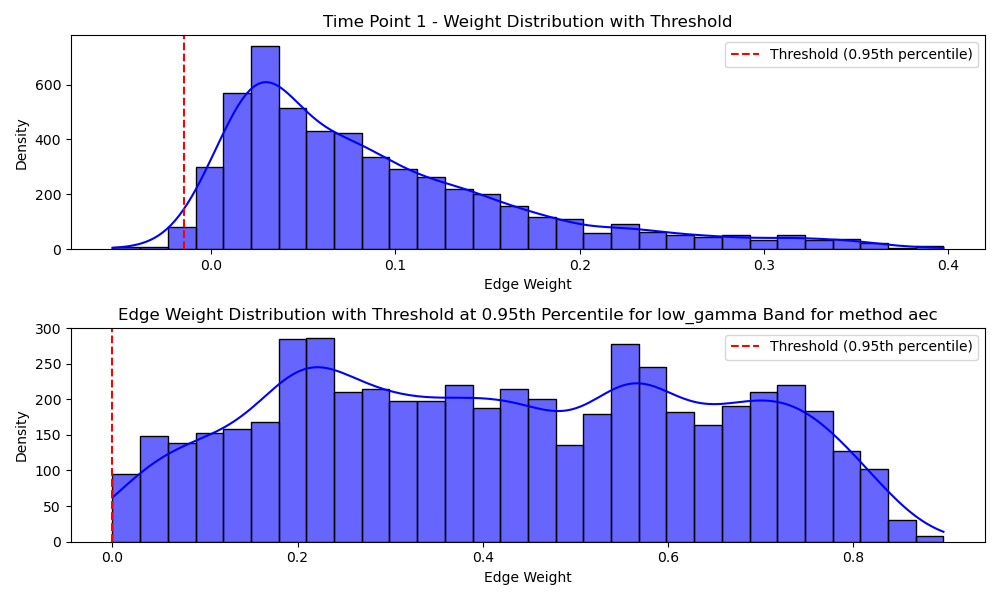 Time Point 1 - Weight Distribution with Threshold
Threshold (0.95th percentile)
Density
600
400
200
0
0.0 0.1 0.2 0.3 0.4
Edge Weight
Edge Weight Distribution with Threshold at 0.95th Percentile for low_gamma Band for method aec
Threshold (0.95th percentile)
Density
300
250
200
150
100
50
0
0.0 0.2 0.4 0.6 0.8
Edge Weight